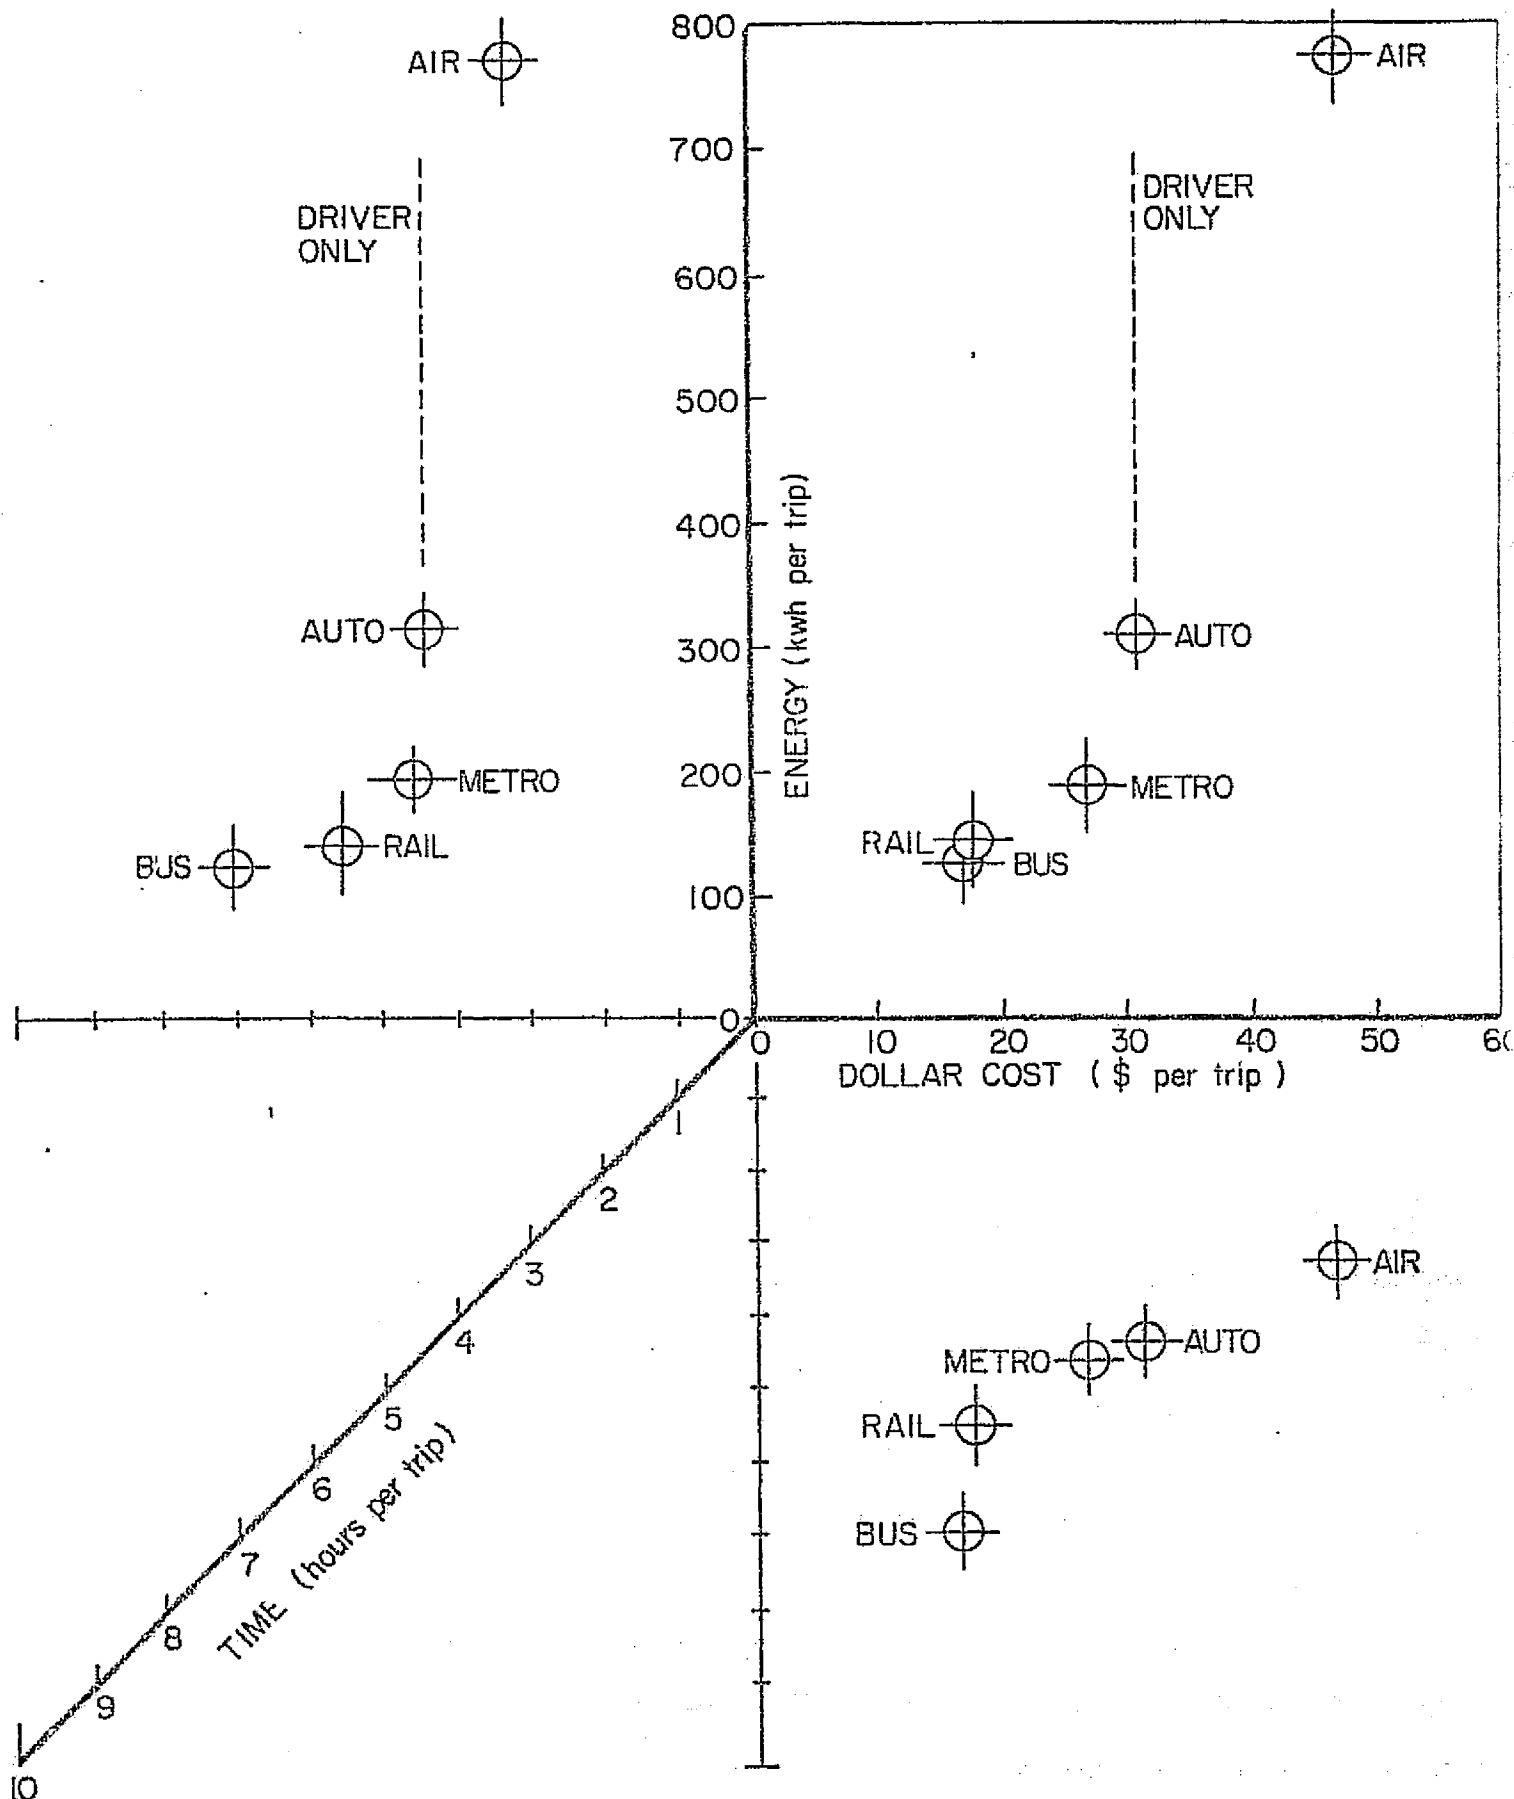 800
AIR
AIR
700
DRIVER
ONLY
DRIVER
ONLY
600
500
400
ENERGY (kwh per trip)
AUTO
300
AUTO
METRO
200
METRO
BUS
RAIL
RAIL
BUS
100
0
0 10 20 30 40 50
DOLLAR COST ($ per trip)
1
2
3
4
5
6
7
8
9
10
TIME (hours per trip)
AIR
METRO
AUTO
RAIL
BUS